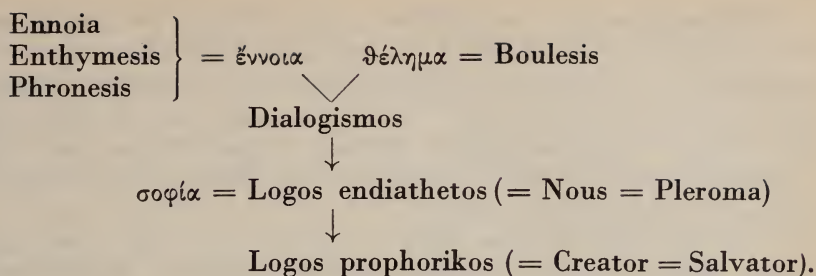 Ennoia
Enthymesis } = ἔννοια θέλημα = Boulesis
Phronesis
Dialogismos
↓
σοφία = Logos endiathetos (= Nous = Pleroma)
↓
Logos prophorikos (= Creator = Salvator).